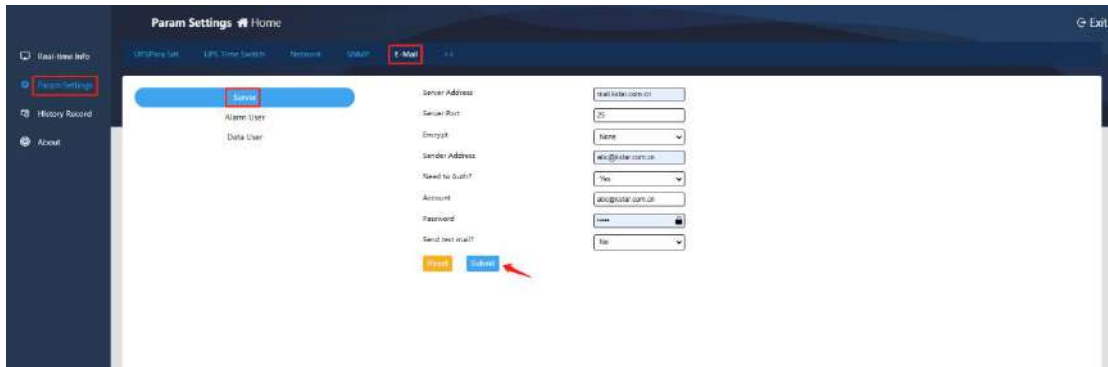 Param Settings Home
Exit
Real-time Info
Param Settings
History Record
About
UPSPara Set UPS Time Switch Network SNMP E-Mail
Server
Alarm User
Data User
Server Address mail.kstar.com.cn
Server Port 25
Encrypt None
Sender Address abc@kstar.com.cn
Need to Auth? Yes
Account abc@kstar.com.cn
Password •••••
Send test mail? No
Reset Submit